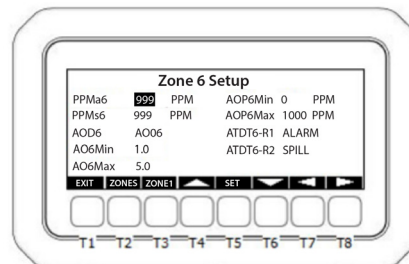 Zone 6 Setup
PPMa6 999 PPM AOP6Min 0 PPM
PPMs6 999 PPM AOP6Max 1000 PPM
AOD6 AO06 ATDT6-R1 ALARM
AO6Min 1.0 ATDT6-R2 SPILL
AO6Max 5.0
EXIT ZONES ZONE1 SET
T1 T2 T3 T4 T5 T6 T7 T8